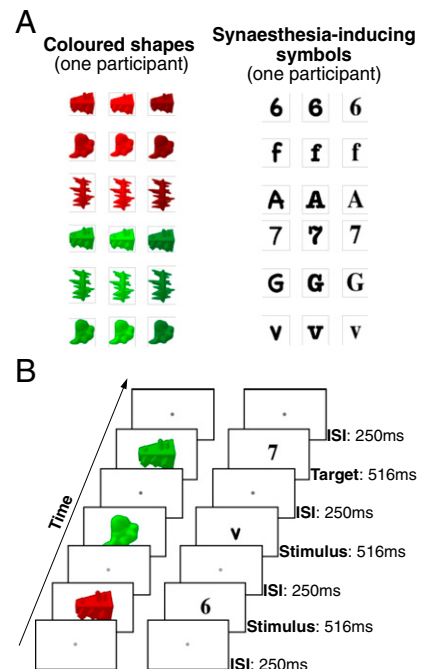 A
Coloured shapes
(one participant)
Synaesthesia-inducing
symbols
(one participant)
6 6 6
f f f
A A A
7 7 7
G G G
v v v
B
Time
ISI: 250ms
7
Target: 516ms
ISI: 250ms
v
Stimulus: 516ms
ISI: 250ms
6
Stimulus: 516ms
ISI: 250ms